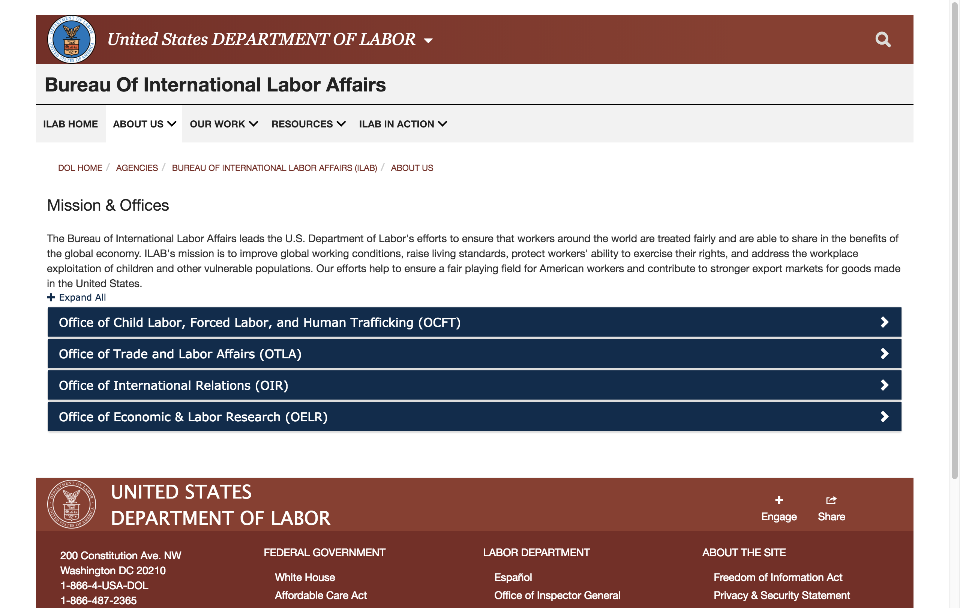 United States DEPARTMENT OF LABOR
Bureau Of International Labor Affairs
ILAB HOME ABOUT US OUR WORK RESOURCES ILAB IN ACTION
DOL HOME / AGENCIES / BUREAU OF INTERNATIONAL LABOR AFFAIRS (ILAB) / ABOUT US
Mission & Offices
The Bureau of International Labor Affairs leads the U.S. Department of Labor's efforts to ensure that workers around the world are treated fairly and are able to share in the benefits of
the global economy. ILAB's mission is to improve global working conditions, raise living standards, protect workers' ability to exercise their rights, and address the workplace
exploitation of children and other vulnerable populations. Our efforts help to ensure a fair playing field for American workers and contribute to stronger export markets for goods made
in the United States.
Expand All
Office of Child Labor, Forced Labor, and Human Trafficking (OCFT)
Office of Trade and Labor Affairs (OTLA)
Office of International Relations (OIR)
Office of Economic & Labor Research (OELR)
UNITED STATES
DEPARTMENT OF LABOR
Engage Share
200 Constitution Ave. NW
Washington DC 20210
1-866-4-USA-DOL
1-866-487-2365
FEDERAL GOVERNMENT
White House
Affordable Care Act
LABOR DEPARTMENT
Español
Office of Inspector General
ABOUT THE SITE
Freedom of Information Act
Privacy & Security Statement